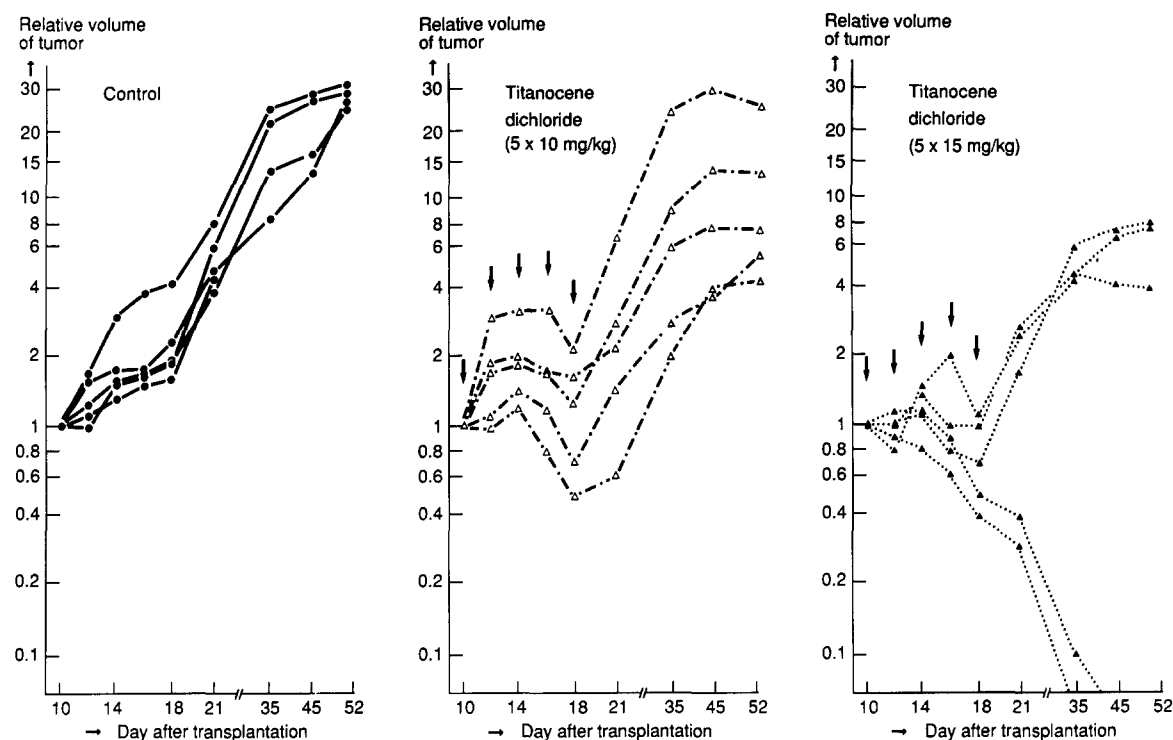 Relative volume
of tumor
↑
30
20
15
10
8
6
4
2
1
0.8
0.6
0.4
0.2
0.1
Control
10 14 18 21 35 45 52
→ Day after transplantation
Relative volume
of tumor
↑
30
20
15
10
8
6
4
2
1
0.8
0.6
0.4
0.2
0.1
Titanocene
dichloride
(5 x 10 mg/kg)
10 14 18 21 35 45 52
→ Day after transplantation
Relative volume
of tumor
↑
30
20
15
10
8
6
4
2
1
0.8
0.6
0.4
0.2
0.1
Titanocene
dichloride
(5 x 15 mg/kg)
10 14 18 21 35 45 52
→ Day after transplantation